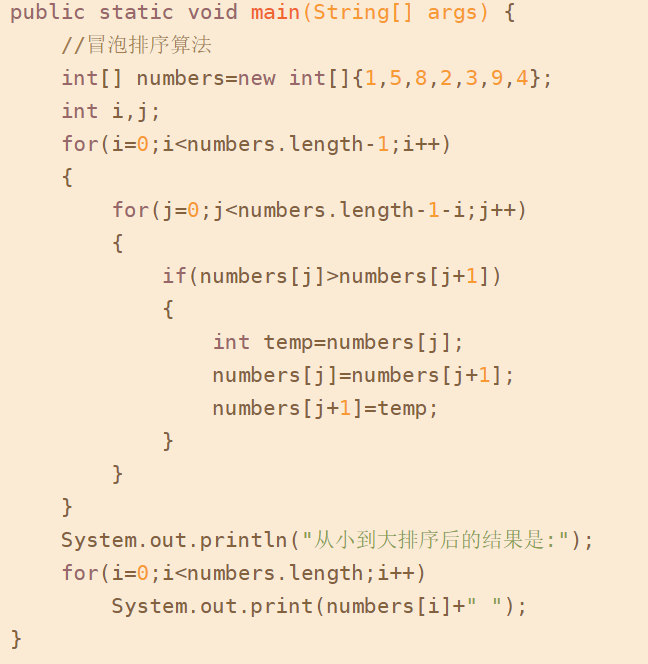 public static void main(String[] args) {
    //冒泡排序算法
    int[] numbers=new int[]{1,5,8,2,3,9,4};
    int i,j;
    for(i=0;i<numbers.length-1;i++)
    {
        for(j=0;j<numbers.length-1-i;j++)
        {
            if(numbers[j]>numbers[j+1])
            {
                int temp=numbers[j];
                numbers[j]=numbers[j+1];
                numbers[j+1]=temp;
            }
        }
    }
    System.out.println("从小到大排序后的结果是:");
    for(i=0;i<numbers.length;i++)
        System.out.print(numbers[i]+" ");
}